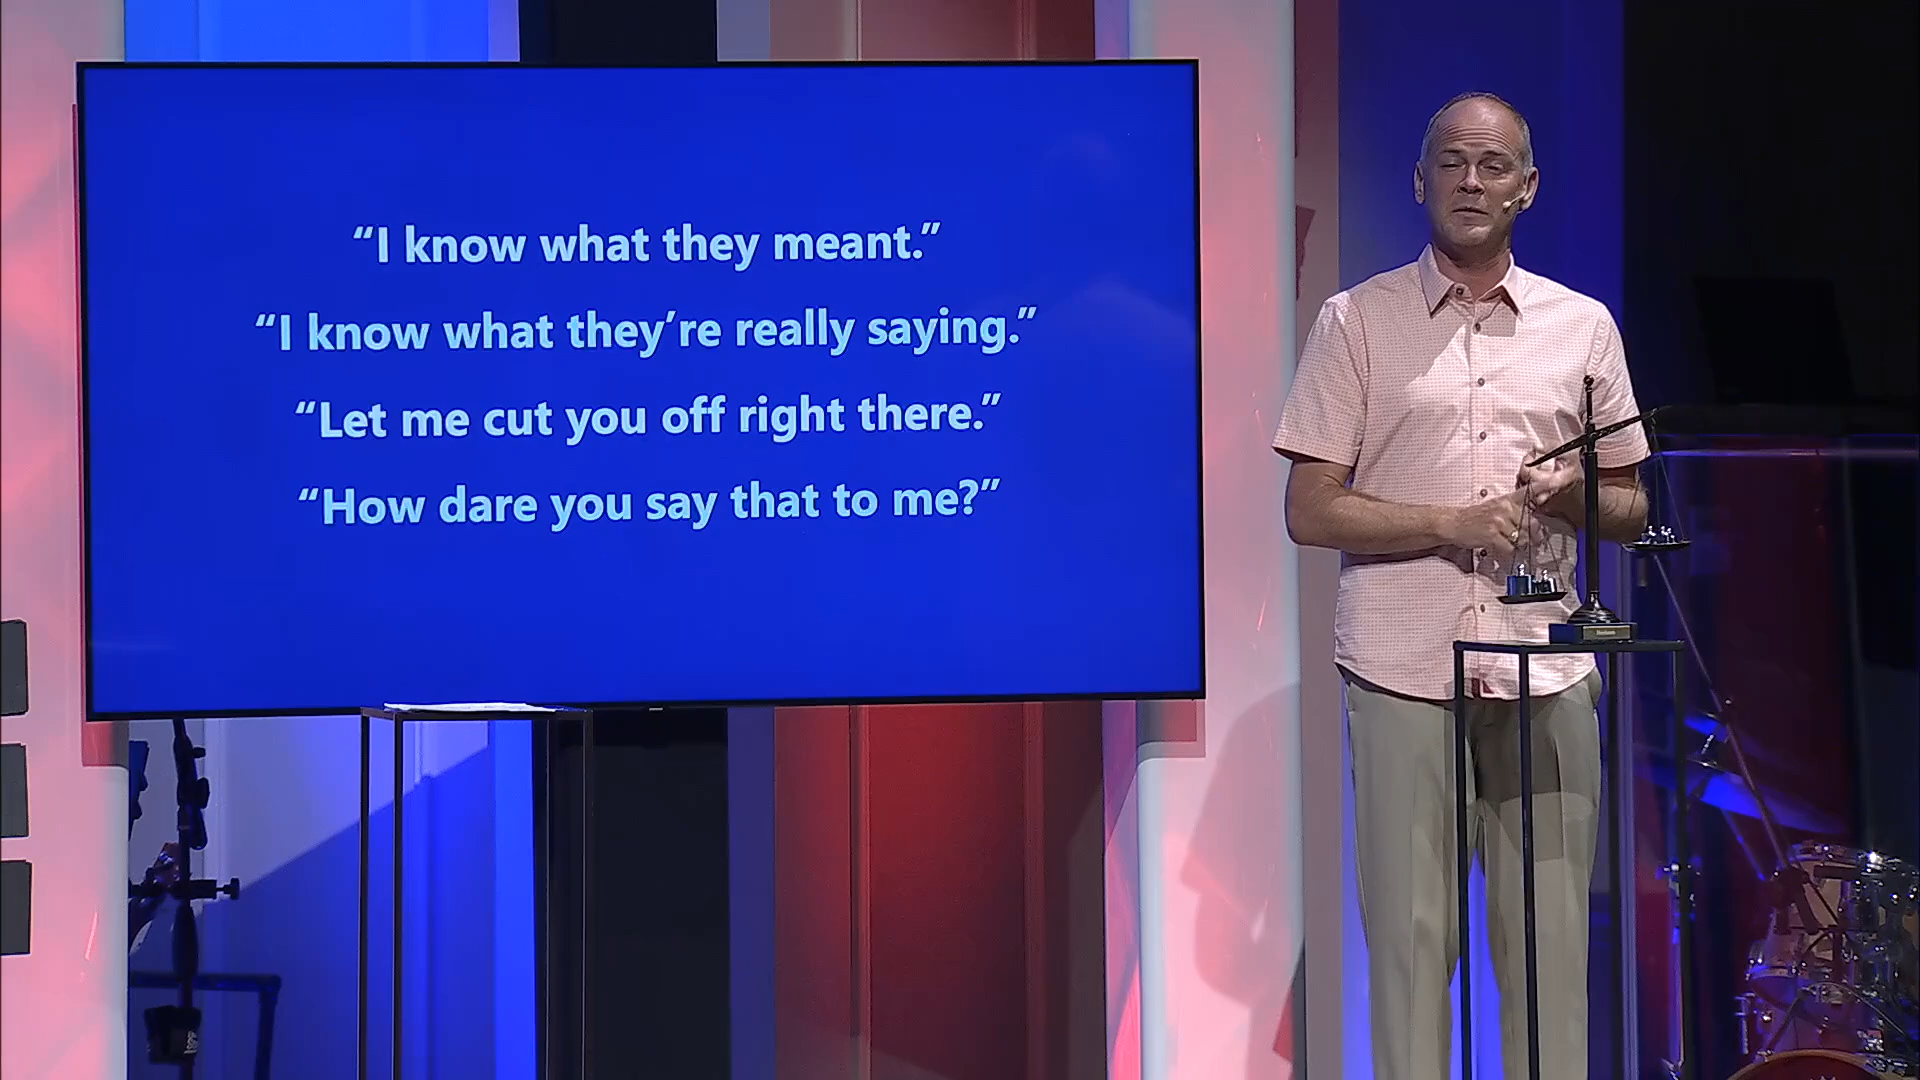 “I know what they meant.”
“I know what they’re really saying.”
“Let me cut you off right there.”
“How dare you say that to me?”